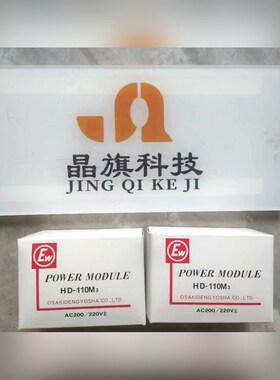 晶旗科技
JING QI KE JI
EW
POWER MODULE
HD-110M3
OSAKIDENGYOSHA CO., LTD.
AC200/220V
EW
POWER MODULE
HD-110M3
OSAKIDENGYOSHA CO., LTD.
AC200/220V